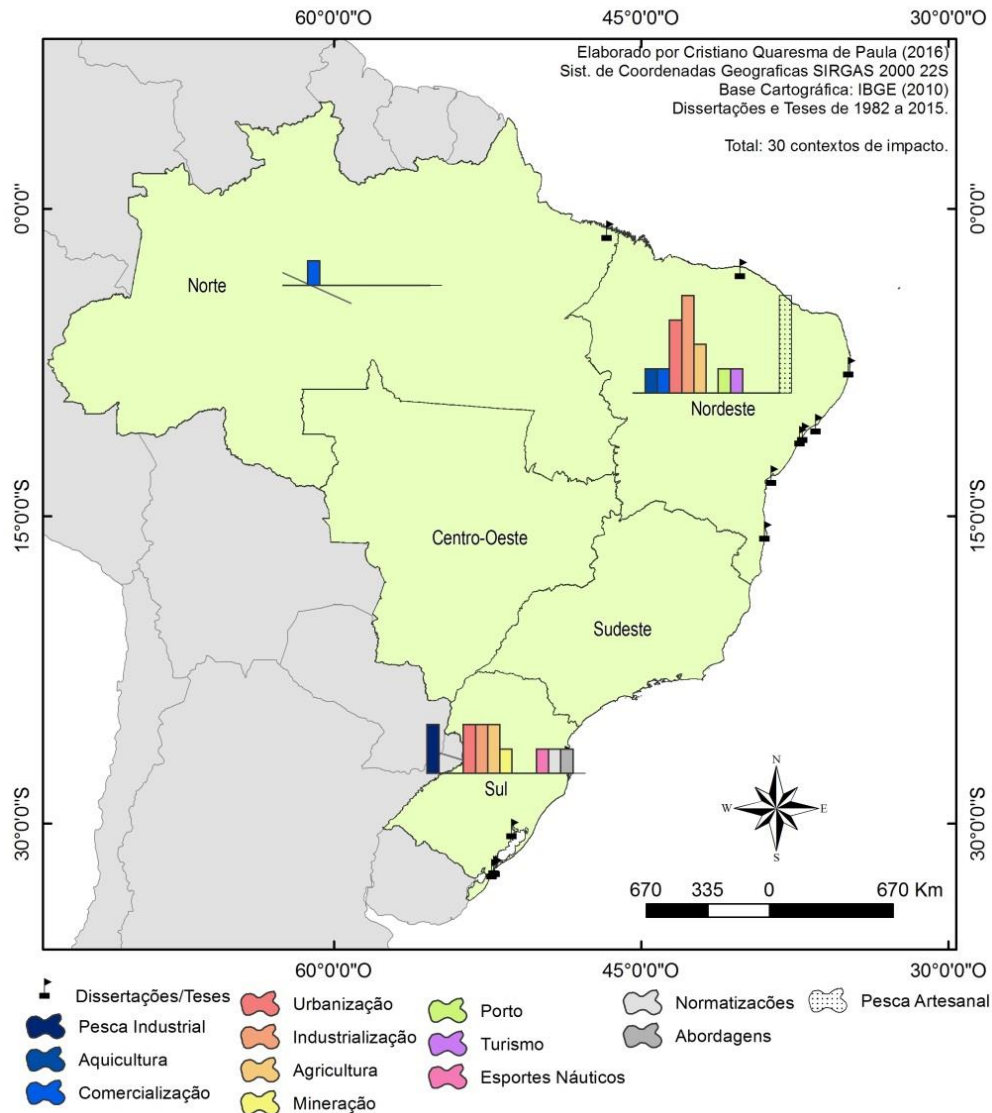 60°0'0"O 45°0'0"O 30°0'0"O
Elaborado por Cristiano Quaresma de Paula (2016)
Sist. de Coordenadas Geograficas SIRGAS 2000 22S
Base Cartográfica: IBGE (2010)
Dissertações e Teses de 1982 a 2015.
Total: 30 contextos de impacto.
0°0'0" 0°0'0"
Norte
Nordeste
15°0'0"S 15°0'0"S
Centro-Oeste
Sudeste
Sul
N
W E
S
30°0'0"S 30°0'0"S
670 335 0 670 Km
60°0'0"O 45°0'0"O 30°0'0"O
Dissertações/Teses
Pesca Industrial
Aquicultura
Comercialização
Urbanização
Industrialização
Agricultura
Mineração
Porto
Turismo
Esportes Náuticos
Normatizacões
Abordagens
Pesca Artesanal